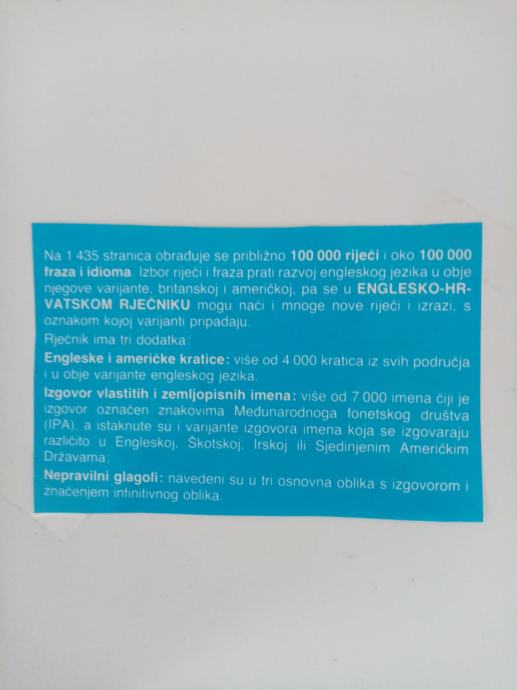 Na 1 435 stranica obrađuje se približno 100 000 riječi i oko 100 000
fraza i idioma. Izbor riječi i fraza prati razvoj engleskog jezika u obje
njegove varijante, britanskoj i američkoj, pa se u ENGLESKO-HR-
VATSKOM RJEČNIKU mogu naći i mnoge nove riječi i izrazi, s
oznakom kojoj varijanti pripadaju.
Rječnik ima tri dodatka:
Engleske i američke kratice: više od 4 000 kratica iz svih područja
i u obje varijante engleskog jezika.
Izgovor vlastitih i zemljopisnih imena: više od 7 000 imena čiji je
izgovor označen znakovima Međunarodnoga fonetskog društva
(IPA), a istaknute su i varijante izgovora imena koja se izgovaraju
različito u Engleskoj, Škotskoj, Irskoj ili Sjedinjenim Američkim
Državama;
Nepravilni glagoli: navedeni su u tri osnovna oblika s izgovorom i
značenjem infinitivnog oblika.